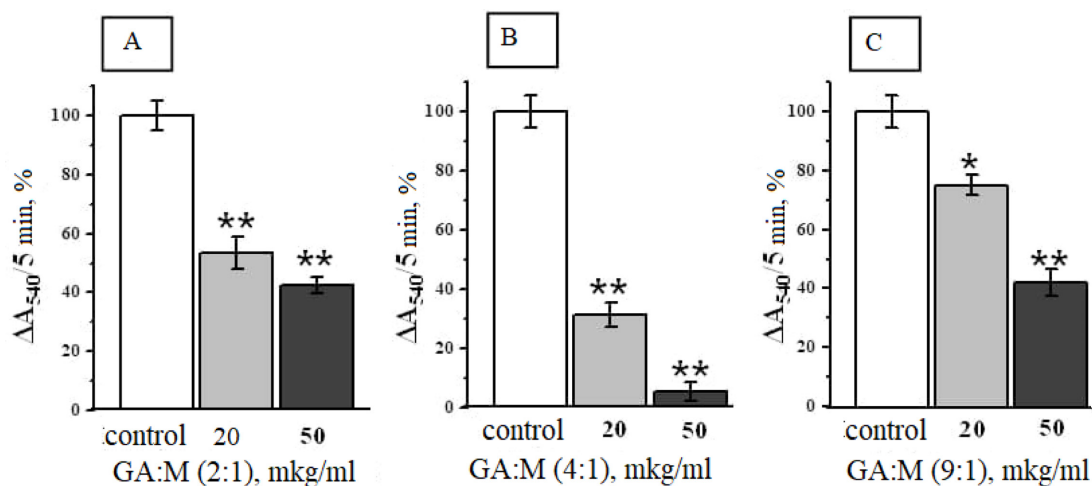 A
ΔA₅₄₀/5 min, %
100
80
60
40
20
0
**
**
control 20 50
GA:M (2:1), mkg/ml
B
ΔA₅₄₀/5 min, %
100
80
60
40
20
0
**
**
control 20 50
GA:M (4:1), mkg/ml
C
ΔA₅₄₀/5 min, %
100
80
60
40
20
0
*
**
control 20 50
GA:M (9:1), mkg/ml